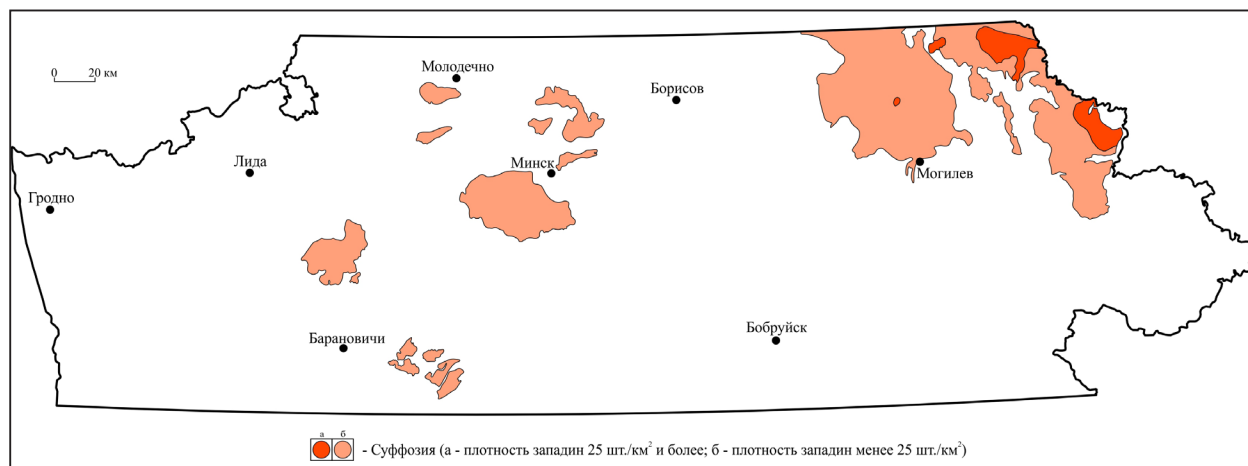 0 20 км
Молодечно
Борисов
Лида
Минск
Могилев
Гродно
Барановичи
Бобруйск
а б
- Суффозия (а - плотность западин 25 шт./км² и более; б - плотность западин менее 25 шт./км²)